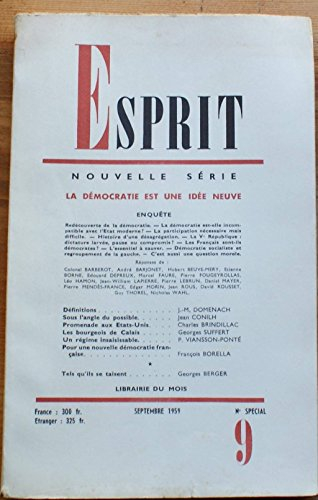 ESPRIT
NOUVELLE SÉRIE
LA DÉMOCRATIE EST UNE IDÉE NEUVE
ENQUÊTE
Redécouverte de la démocratie. — La démocratie est-elle incom-
patible avec l'Etat moderne? — La participation nécessaire mais
difficile. — Histoire d'une désagrégation. — La Vᵉ République :
dictature larvée, pause ou compromis? — Les Français sont-ils
démocrates? — L'essentiel à sauver. — Démocratie socialiste et
regroupement de la gauche. — C'est aussi une question morale.
Réponses de :
Colonel BARBEROT, André BARJONET, Hubert BEUVE-MÉRY, Etienne
BORNE, Edouard DEPREUX, Marcel FAURE, Pierre FOUGEYROLLAS,
Léo HAMON, Jean-William LAPIERRE, Pierre LEBRUN, Daniel MAYER,
Pierre MENDÈS-FRANCE, Edgar MORIN, Jean ROUS, David ROUSSET,
Guy THOREL, Nicholas WAHL.
Définitions . . . . . . . . J.-M. DOMENACH
Sous l'angle du possible. . . . . Jean CONILH
Promenade aux Etats-Unis. . . . Charles BRINDILLAC
Les bourgeois de Calais . . . . . Georges SUFFERT
Un régime insaisissable. . . . . P. VIANSSON-PONTÉ
Pour une nouvelle démocratie fran-
çaise. . . . . . . . . François BORELLA
★
Tels qu'ils se taisent . . . . . Georges BERGER
LIBRAIRIE DU MOIS
France : 300 fr.
Etranger : 325 fr.
SEPTEMBRE 1959
Nº SPÉCIAL
9